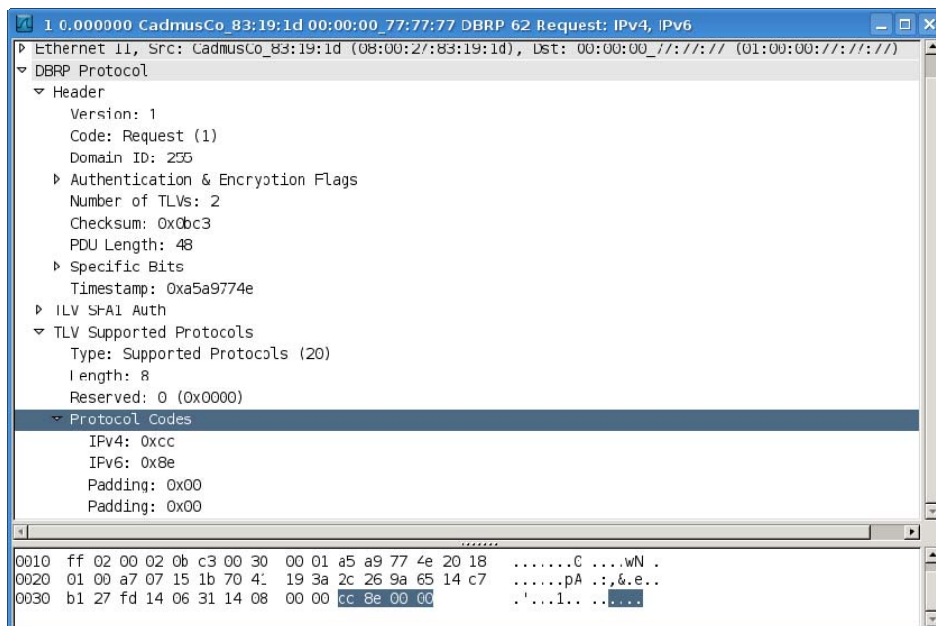 1 0.000000 CadmusCo_83:19:1d 00:00:00_77:77:77 DBRP 62 Request: IPv4, IPv6
Ethernet II, Src: CadmusCo_83:19:1d (08:00:27:83:19:1d), Dst: 00:00:00_77:77:77 (01:00:00:77:77:77)
DBRP Protocol
Header
Version: 1
Code: Request (1)
Domain ID: 255
Authentication & Encryption Flags
Number of TLVs: 2
Checksum: 0x0bc3
PDU Length: 48
Specific Bits
Timestamp: 0xa5a9774e
TLV SHA1 Auth
TLV Supported Protocols
Type: Supported Protocols (20)
Length: 8
Reserved: 0 (0x0000)
Protocol Codes
IPv4: 0xcc
IPv6: 0x8e
Padding: 0x00
Padding: 0x00
0010 ff 02 00 02 0b c3 00 30 00 01 a5 a9 77 4e 20 18 .......0 ....wN .
0020 01 00 a7 07 15 1b 70 41 19 3a 2c 26 9a 65 14 c7 ......pA .:,&.e..
0030 b1 27 fd 14 06 31 14 08 00 00 cc 8e 00 00 .'...1.. ......